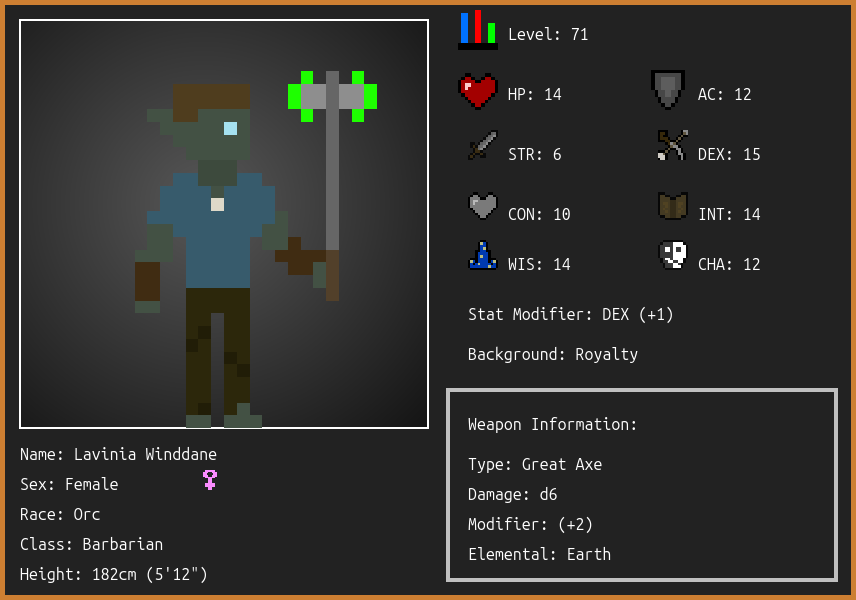 Level: 71
HP: 14
AC: 12
STR: 6
DEX: 15
CON: 10
INT: 14
WIS: 14
CHA: 12
Stat Modifier: DEX (+1)
Background: Royalty
Weapon Information:
Type: Great Axe
Damage: d6
Modifier: (+2)
Elemental: Earth
Name: Lavinia Winddane
Sex: Female
Race: Orc
Class: Barbarian
Height: 182cm (5'12")